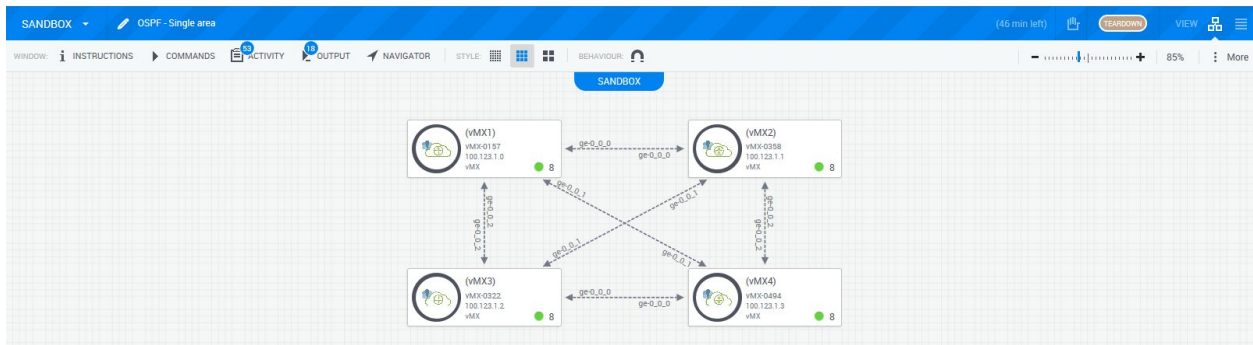 SANDBOX OSPF - Single area (46 min left) TEARDOWN VIEW
WINDOW: INSTRUCTIONS COMMANDS 53 ACTIVITY 18 OUTPUT NAVIGATOR STYLE: BEHAVIOUR: 85% More
SANDBOX
(vMX1)
vMX-0157
100.123.1.0
vMX
8
ge-0_0_0
ge-0_0_0
(vMX2)
vMX-0358
100.123.1.1
vMX
8
ge-0_0_2
ge-0_0_2
ge-0_0_1
ge-0_0_1
ge-0_0_1
ge-0_0_1
ge-0_0_2
ge-0_0_2
(vMX3)
vMX-0322
100.123.1.2
vMX
8
ge-0_0_0
ge-0_0_0
(vMX4)
vMX-0494
100.123.1.3
vMX
8